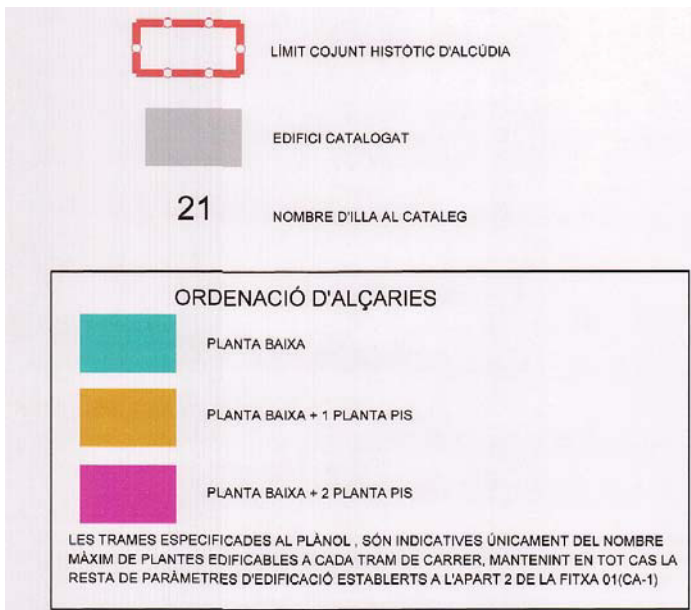 LÍMIT COJUNT HISTÒTIC D'ALCÚDIA
EDIFICI CATALOGAT
21
NOMBRE D'ILLA AL CATALEG
ORDENACIÓ D'ALÇARIES
PLANTA BAIXA
PLANTA BAIXA + 1 PLANTA PIS
PLANTA BAIXA + 2 PLANTA PIS
LES TRAMES ESPECIFICADES AL PLÀNOL , SÓN INDICATIVES ÚNICAMENT DEL NOMBRE
MÀXIM DE PLANTES EDIFICABLES A CADA TRAM DE CARRER, MANTENINT EN TOT CAS LA
RESTA DE PARÀMETRES D'EDIFICACIÓ ESTABLERTS A L'APART 2 DE LA FITXA 01(CA-1)